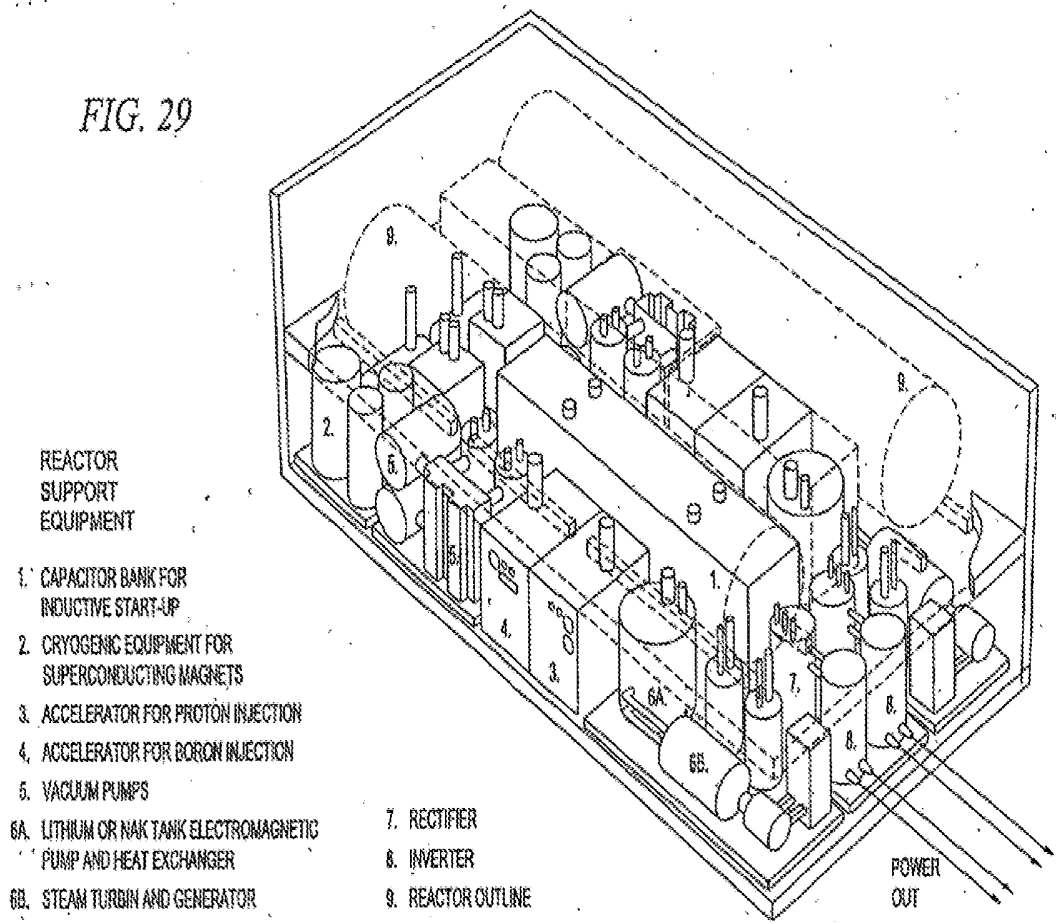 FIG. 29
9.
9.
2.
5.
5.
4.
3.
1.
6A.
6B.
7.
8.
8.
POWER
OUT
REACTOR
SUPPORT
EQUIPMENT
1. CAPACITOR BANK FOR
INDUCTIVE START-UP
2. CRYOGENIC EQUIPMENT FOR
SUPERCONDUCTING MAGNETS
3. ACCELERATOR FOR PROTON INJECTION
4. ACCELERATOR FOR BORON INJECTION
5. VACUUM PUMPS
6A. LITHIUM OR NAK TANK ELECTROMAGNETIC
PUMP AND HEAT EXCHANGER
6B. STEAM TURBIN AND GENERATOR
7. RECTIFIER
8. INVERTER
9. REACTOR OUTLINE